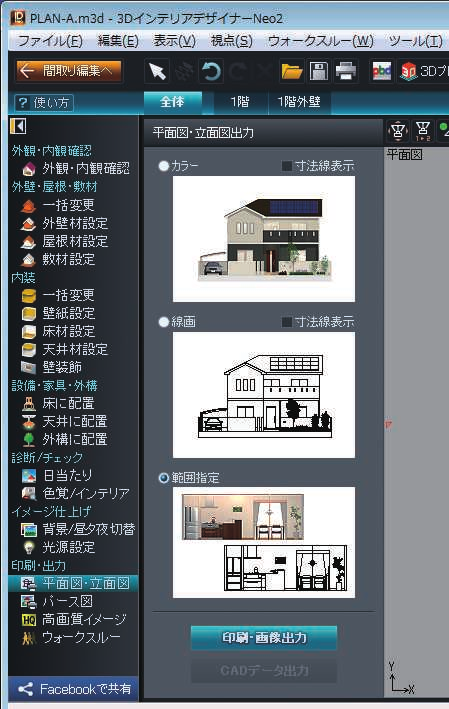 PLAN-A.m3d - 3DインテリアデザイナーNeo2
ファイル(F) 編集(E) 表示(V) 視点(S) ウォークスルー(W) ツール(T)
間取り編集へ abc 3Dプ
? 使い方 全体 1階 1階外壁
平面図・立面図出力
平面図
外観・内観確認
外観・内観確認
外壁・屋根・敷材
一括変更
外壁材設定
屋根材設定
敷材設定
内装
一括変更
壁紙設定
床材設定
天井材設定
壁装飾
設備・家具・外構
床に配置
天井に配置
外構に配置
診断/チェック
日当たり
色覚/インテリア
イメージ仕上げ
背景/昼夕夜切替
光源設定
印刷・出力
平面図・立面図
パース図
HQ 高画質イメージ
ウォークスルー
Facebookで共有
カラー 寸法線表示
線画 寸法線表示
範囲指定
印刷・画像出力
CADデータ出力
Y
X